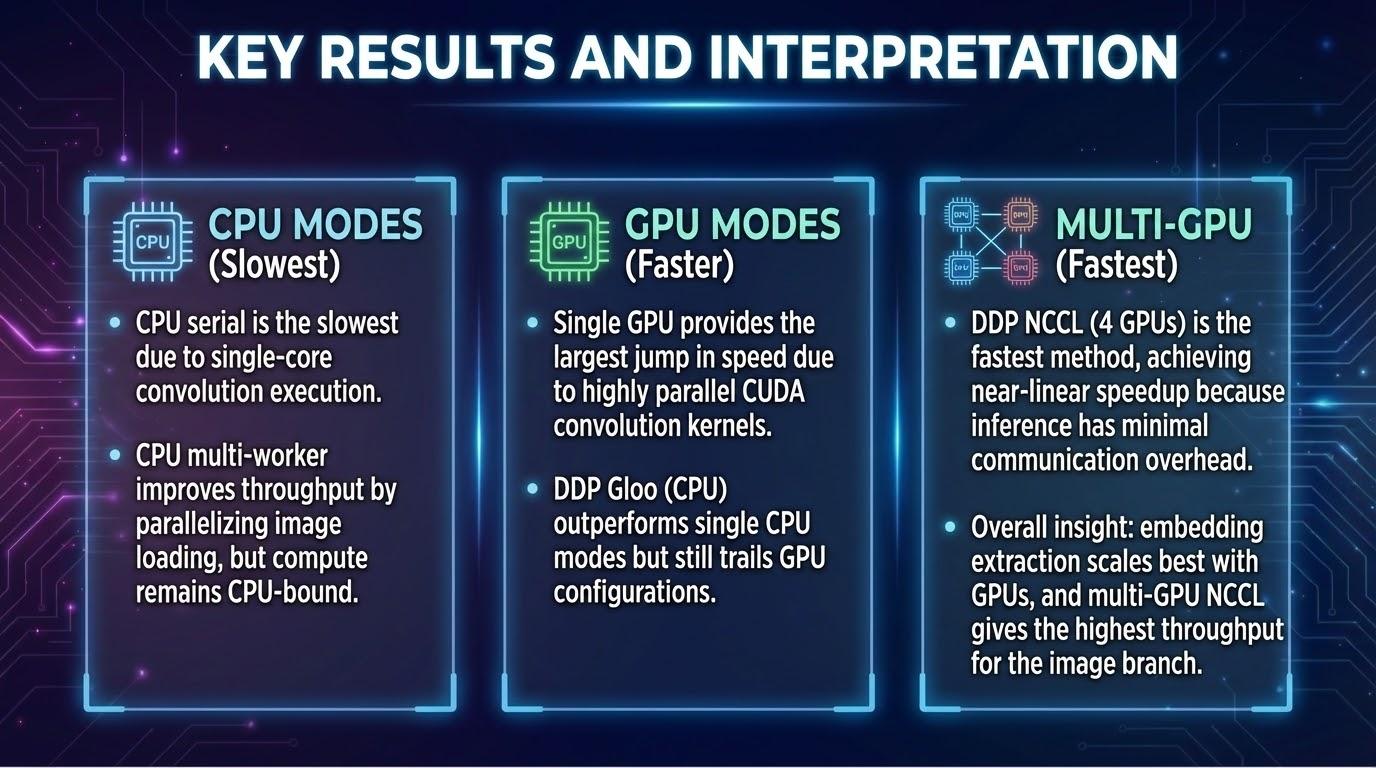 KEY RESULTS AND INTERPRETATION
CPU
CPU MODES
(Slowest)
• CPU serial is the slowest
due to single-core
convolution execution.
• CPU multi-worker
improves throughput by
parallelizing image
loading, but compute
remains CPU-bound.
GPU
GPU MODES
(Faster)
• Single GPU provides the
largest jump in speed due
to highly parallel CUDA
convolution kernels.
• DDP Gloo (CPU)
outperforms single CPU
modes but still trails GPU
configurations.
MULTI-GPU
(Fastest)
• DDP NCCL (4 GPUs) is the
fastest method, achieving
near-linear speedup because
inference has minimal
communication overhead.
• Overall insight: embedding
extraction scales best with
GPUs, and multi-GPU NCCL
gives the highest throughput
for the image branch.